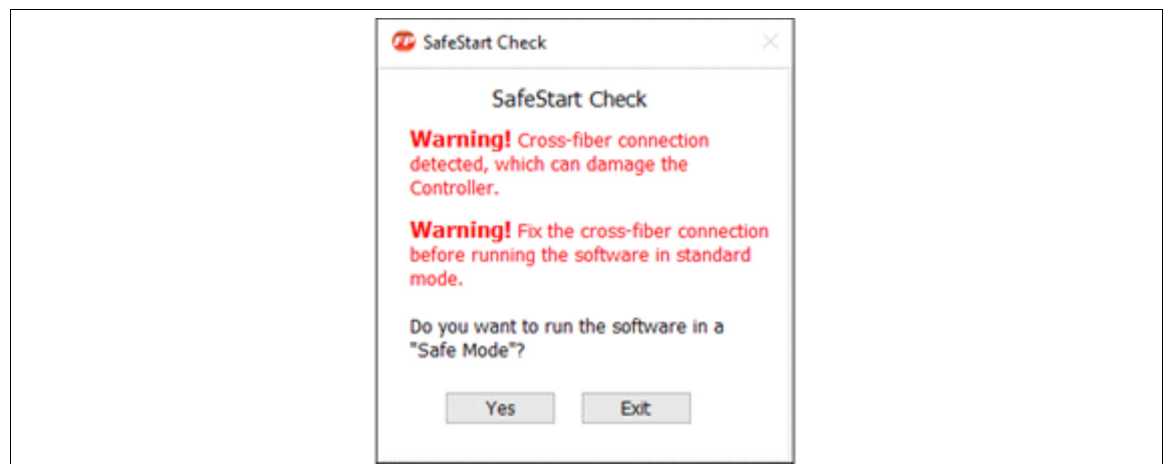 SafeStart Check
SafeStart Check
Warning! Cross-fiber connection
detected, which can damage the
Controller.
Warning! Fix the cross-fiber connection
before running the software in standard
mode.
Do you want to run the software in a
"Safe Mode"?
Yes Exit